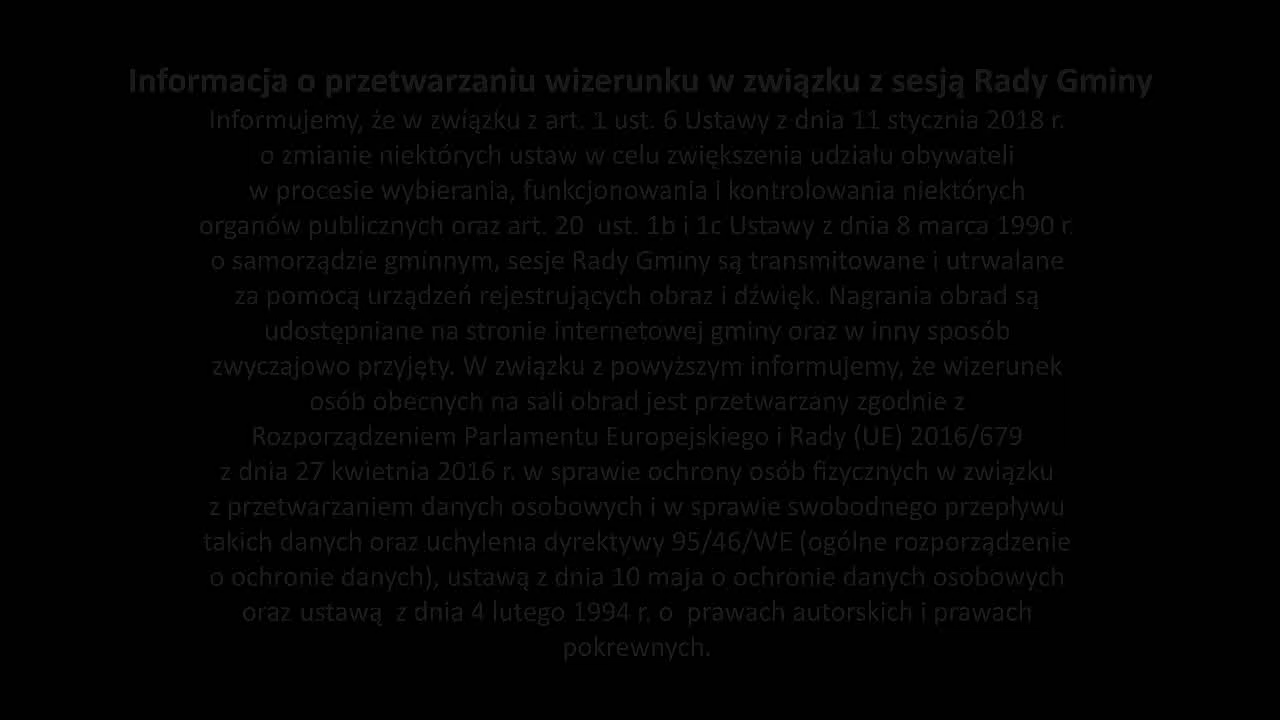 Informacja o przetwarzaniu wizerunku w związku z sesją Rady Gminy
Informujemy, że w związku z art. 1 ust. 6 Ustawy z dnia 11 stycznia 2018 r.
o zmianie niektórych ustaw w celu zwiększenia udziału obywateli
w procesie wybierania, funkcjonowania i kontrolowania niektórych
organów publicznych oraz art. 20 ust. 1b i 1c Ustawy z dnia 8 marca 1990 r.
o samorządzie gminnym, sesje Rady Gminy są transmitowane i utrwalane
za pomocą urządzeń rejestrujących obraz i dźwięk. Nagrania obrad są
udostępniane na stronie internetowej gminy oraz w inny sposób
zwyczajowo przyjęty. W związku z powyższym informujemy, że wizerunek
osób obecnych na sali obrad jest przetwarzany zgodnie z
Rozporządzeniem Parlamentu Europejskiego i Rady (UE) 2016/679
z dnia 27 kwietnia 2016 r. w sprawie ochrony osób fizycznych w związku
z przetwarzaniem danych osobowych i w sprawie swobodnego przepływu
takich danych oraz uchylenia dyrektywy 95/46/WE (ogólne rozporządzenie
o ochronie danych), ustawą z dnia 10 maja o ochronie danych osobowych
oraz ustawą z dnia 4 lutego 1994 r. o prawach autorskich i prawach
pokrewnych.